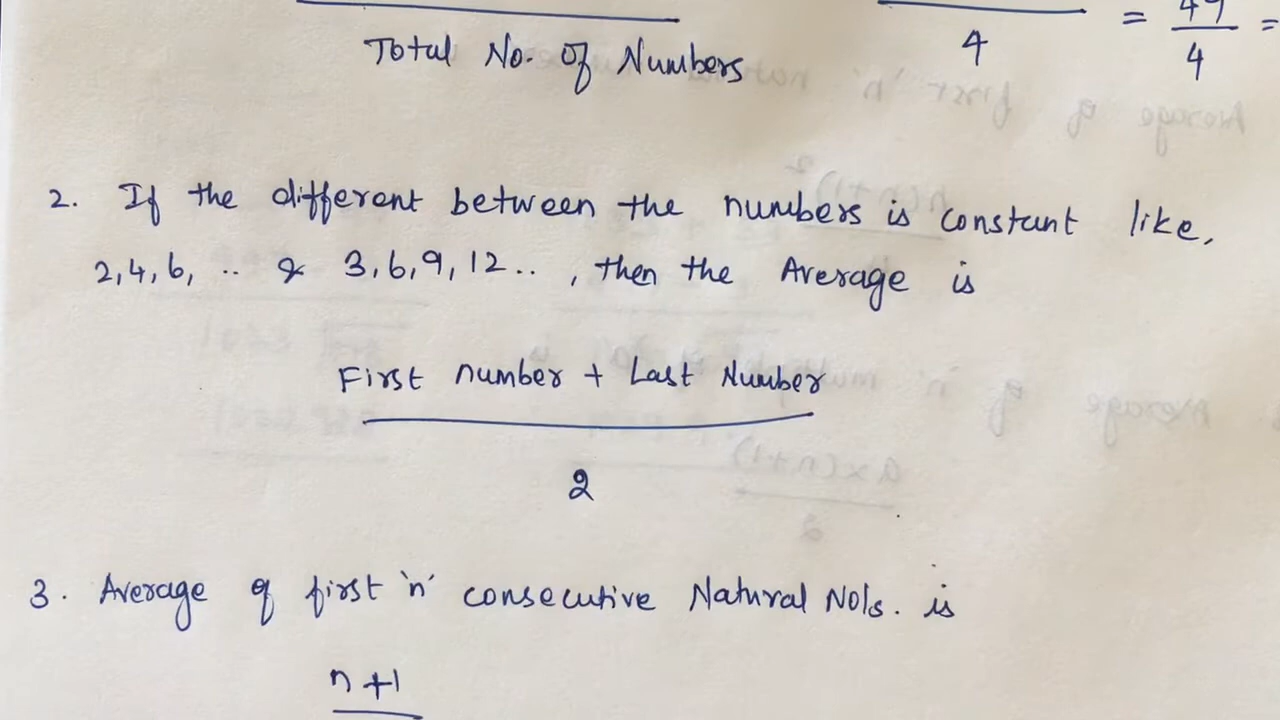 Total No. Of Numbers
4
= 49/4 =
2. If the different between the numbers is constant like,
2,4,6, .. & 3,6,9,12.. , then the Average is
First number + Last Number
2
3. Average of first 'n' consecutive Natural Nols. is
n+1